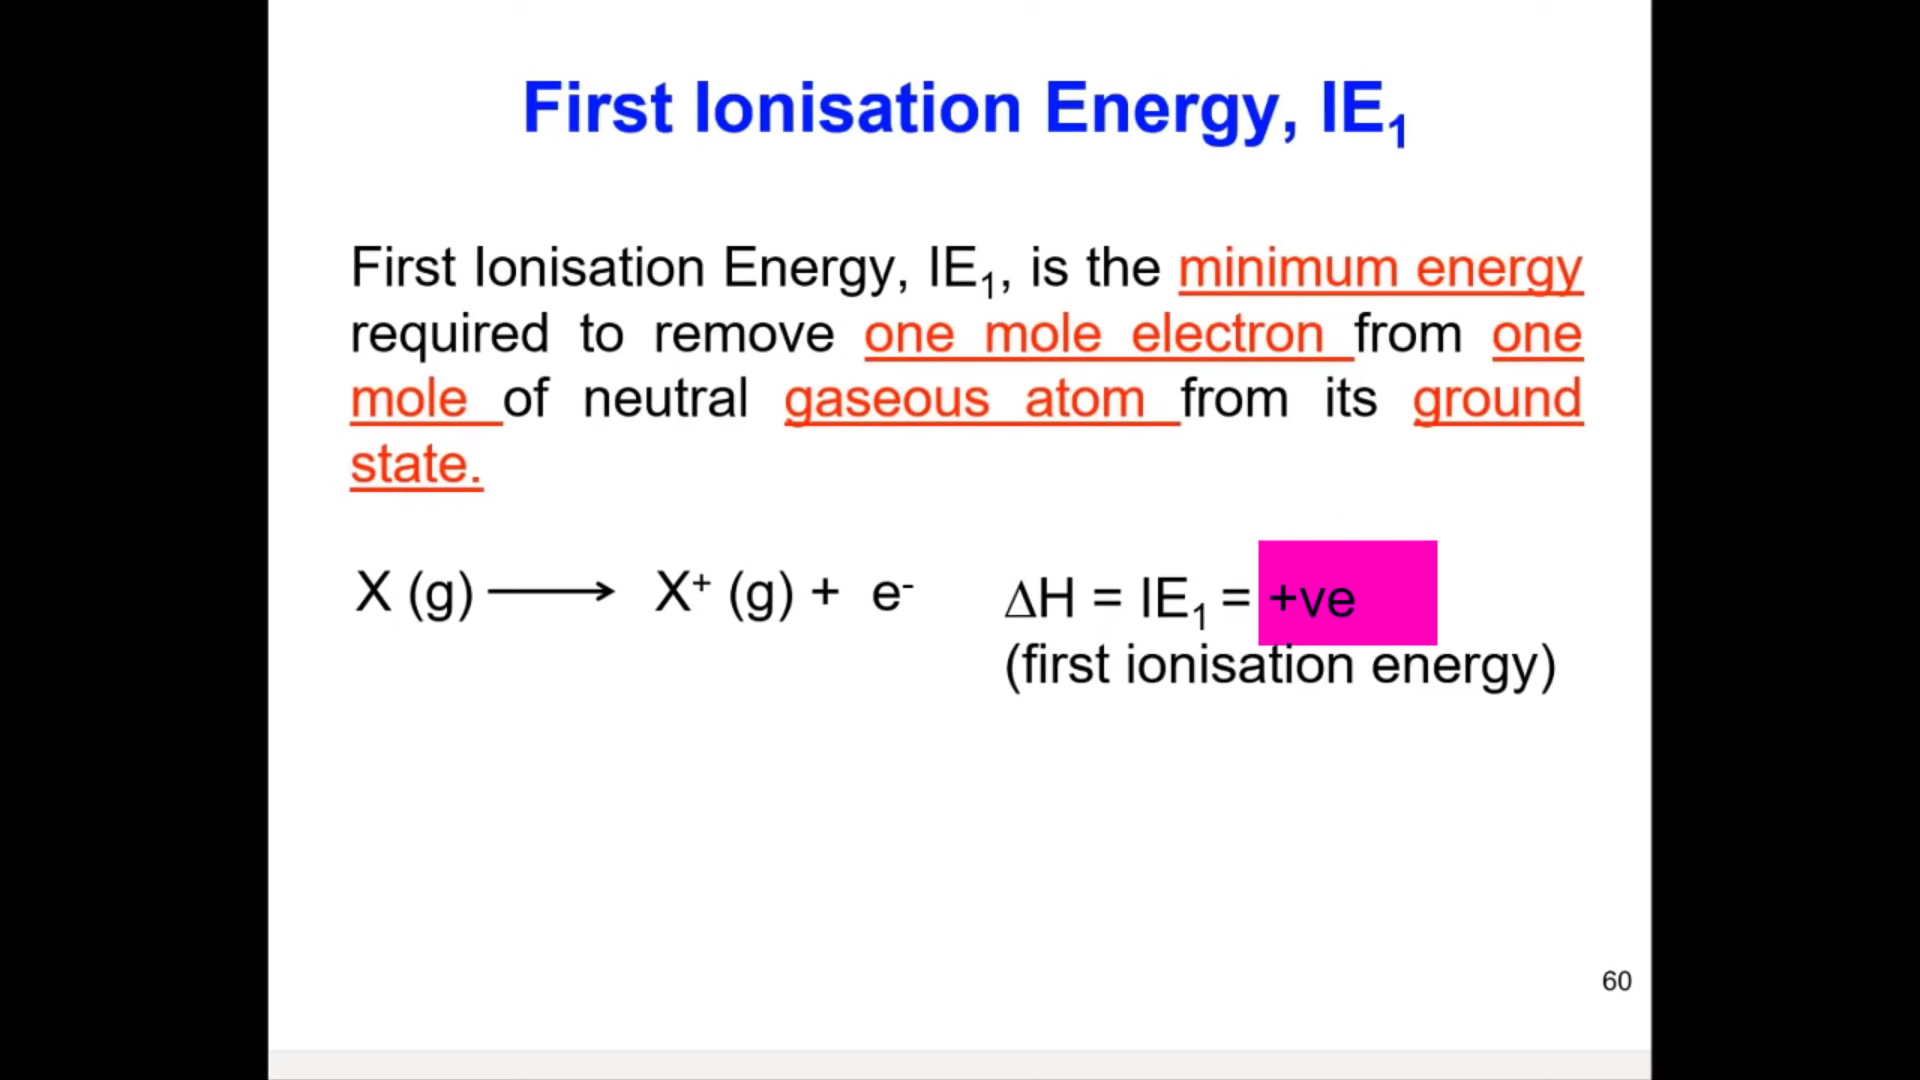 First Ionisation Energy, IE₁
First Ionisation Energy, IE₁, is the minimum energy
required to remove one mole electron from one
mole of neutral gaseous atom from its ground
state.
X (g) ⟶ X⁺ (g) + e⁻ ΔH = IE₁ = +ve
(first ionisation energy)
60